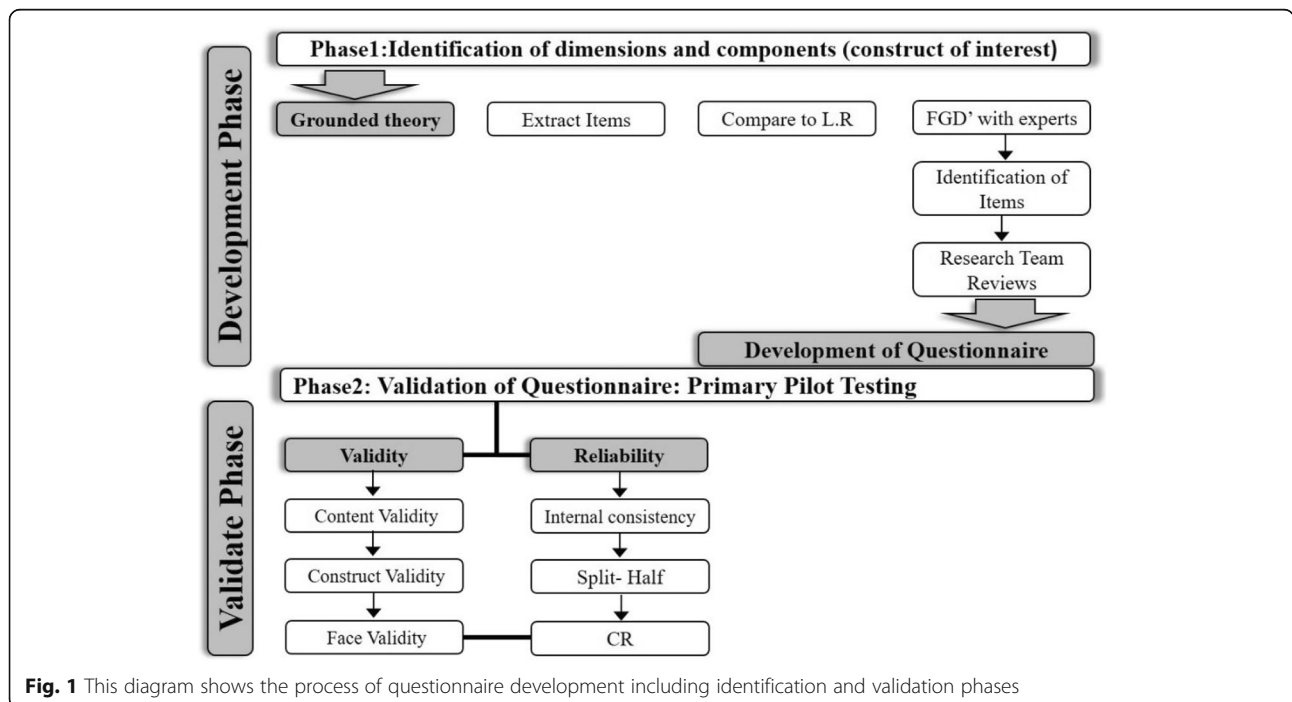 Development Phase
Phase1:Identification of dimensions and components (construct of interest)
Grounded theory
Extract Items
Compare to L.R
FGD' with experts
Identification of
Items
Research Team
Reviews
Development of Questionnaire
Phase2: Validation of Questionnaire: Primary Pilot Testing
Validate Phase
Validity
Reliability
Content Validity
Internal consistency
Construct Validity
Split- Half
Face Validity
CR
Fig. 1 This diagram shows the process of questionnaire development including identification and validation phases